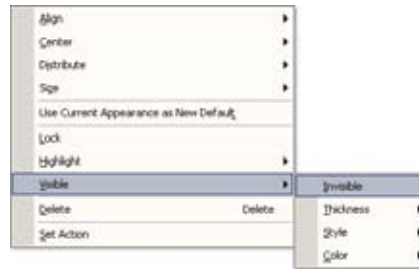 Align
Center
Distribute
Size
Use Current Appearance as New Default
Lock
Highlight
Visible
Delete Delete
Set Action
Invisible
Thickness
Style
Color